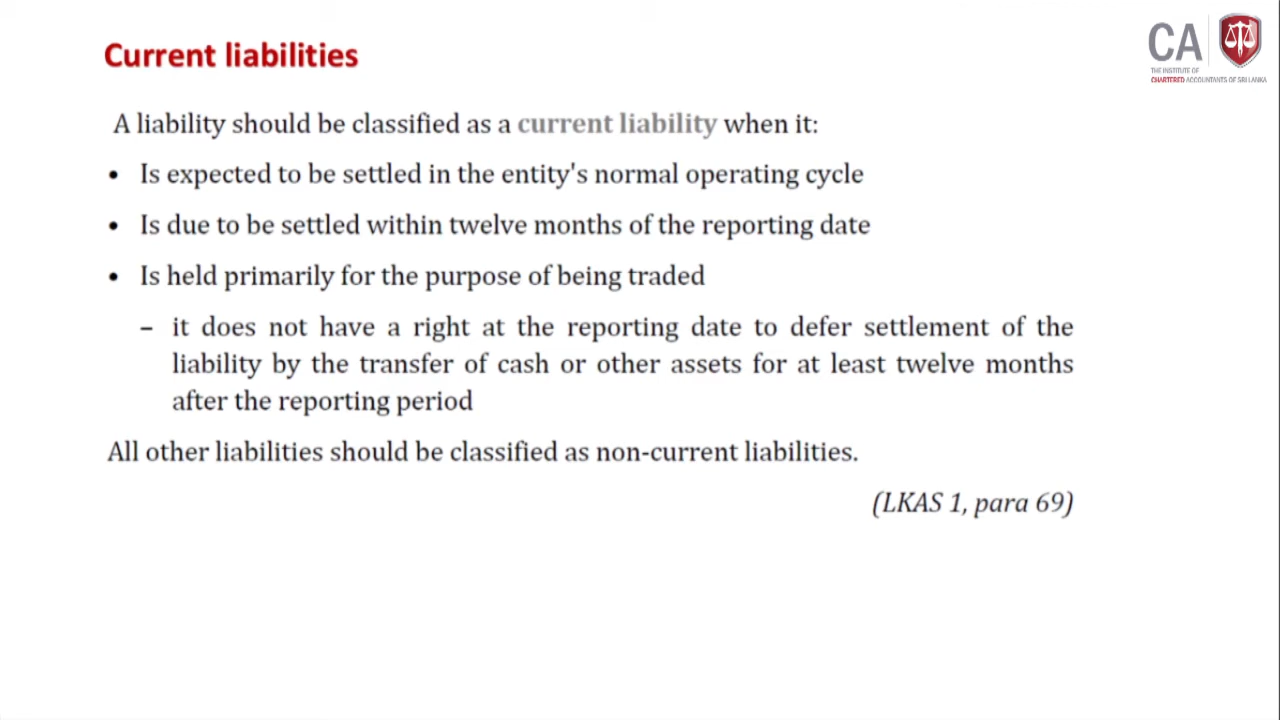 CA
THE INSTITUTE OF
CHARTERED ACCOUNTANTS OF SRI LANKA
Current liabilities
A liability should be classified as a current liability when it:
• Is expected to be settled in the entity's normal operating cycle
• Is due to be settled within twelve months of the reporting date
• Is held primarily for the purpose of being traded
– it does not have a right at the reporting date to defer settlement of the
liability by the transfer of cash or other assets for at least twelve months
after the reporting period
All other liabilities should be classified as non-current liabilities.
(LKAS 1, para 69)